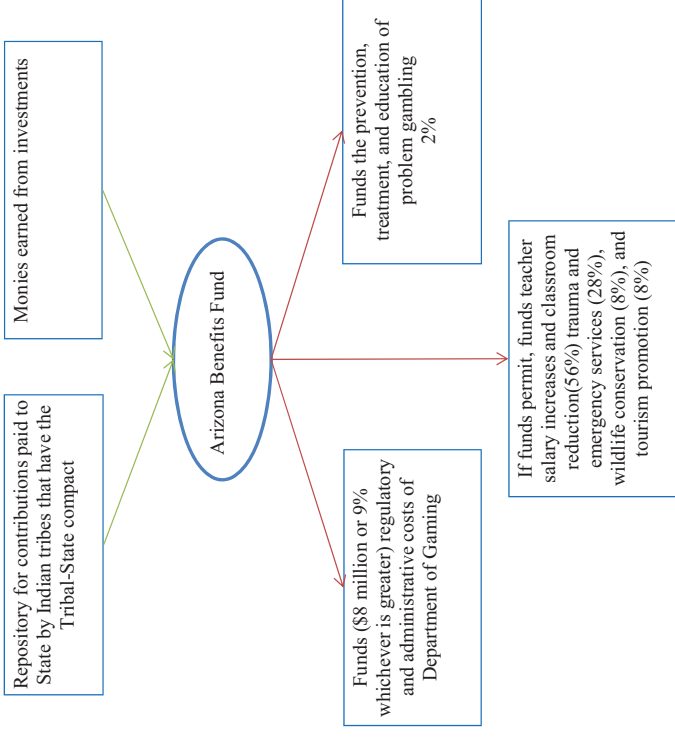 Repository for contributions paid to
State by Indian tribes that have the
Tribal-State compact
Monies earned from investments
Arizona Benefits Fund
Funds ($8 million or 9%
whichever is greater) regulatory
and administrative costs of
Department of Gaming
If funds permit, funds teacher
salary increases and classroom
reduction(56%) trauma and
emergency services (28%),
wildlife conservation (8%), and
tourism promotion (8%)
Funds the prevention,
treatment, and education of
problem gambling
2%